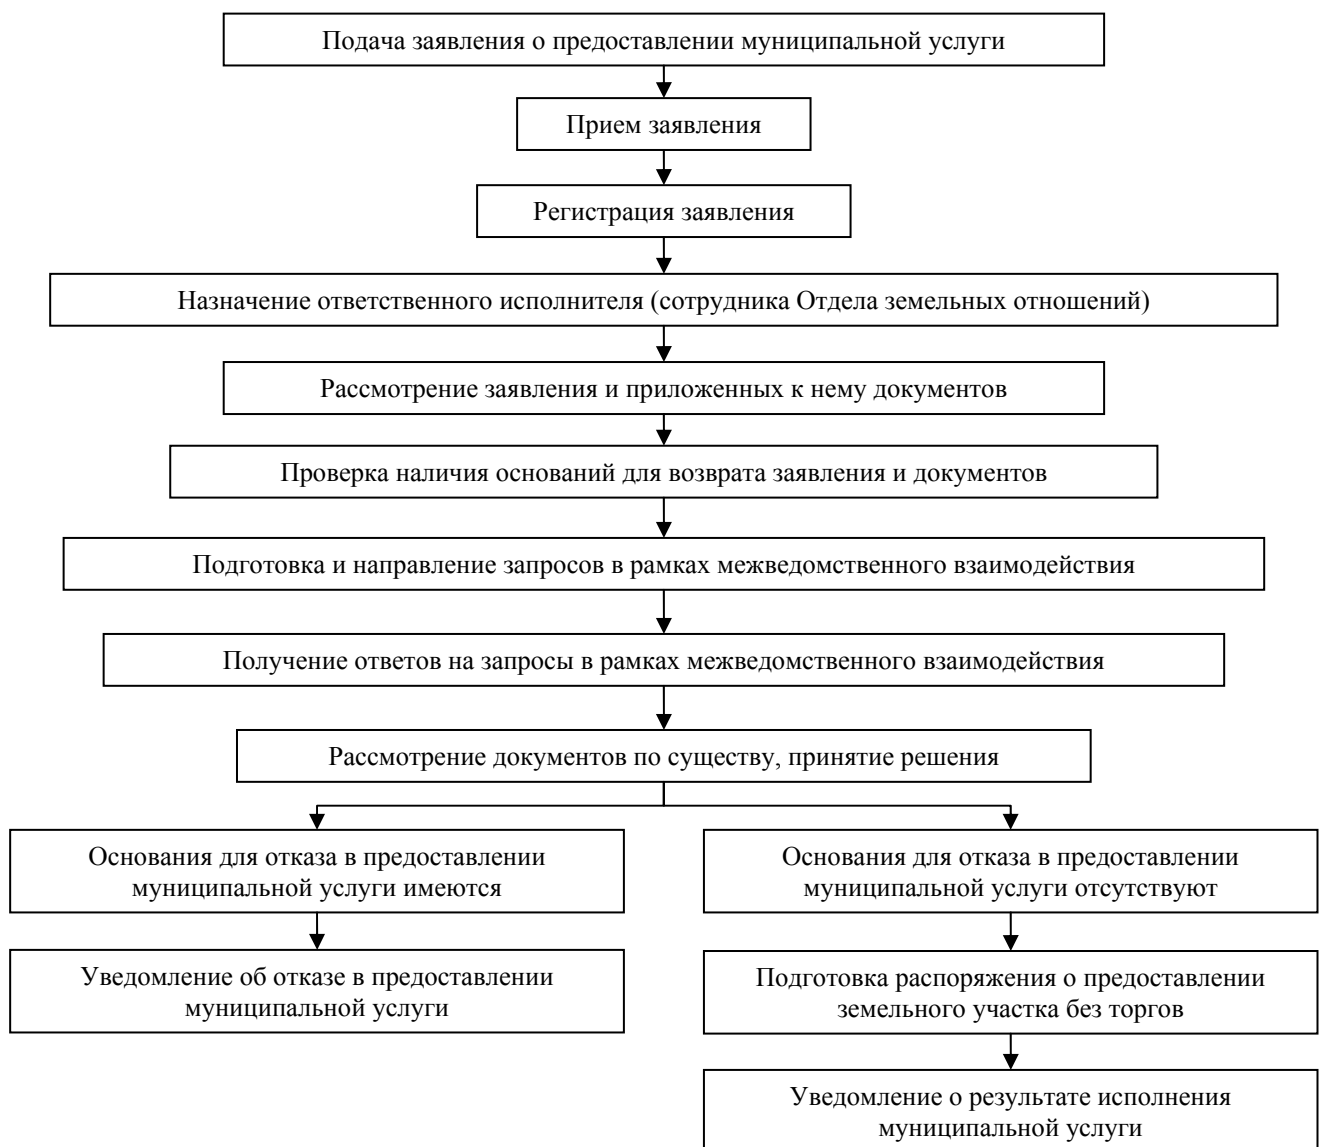 Подача заявления о предоставлении муниципальной услуги
Прием заявления
Регистрация заявления
Назначение ответственного исполнителя (сотрудника Отдела земельных отношений)
Рассмотрение заявления и приложенных к нему документов
Проверка наличия оснований для возврата заявления и документов
Подготовка и направление запросов в рамках межведомственного взаимодействия
Получение ответов на запросы в рамках межведомственного взаимодействия
Рассмотрение документов по существу, принятие решения
Основания для отказа в предоставлении
муниципальной услуги имеются
Уведомление об отказе в предоставлении
муниципальной услуги
Основания для отказа в предоставлении
муниципальной услуги отсутствуют
Подготовка распоряжения о предоставлении
земельного участка без торгов
Уведомление о результате исполнения
муниципальной услуги